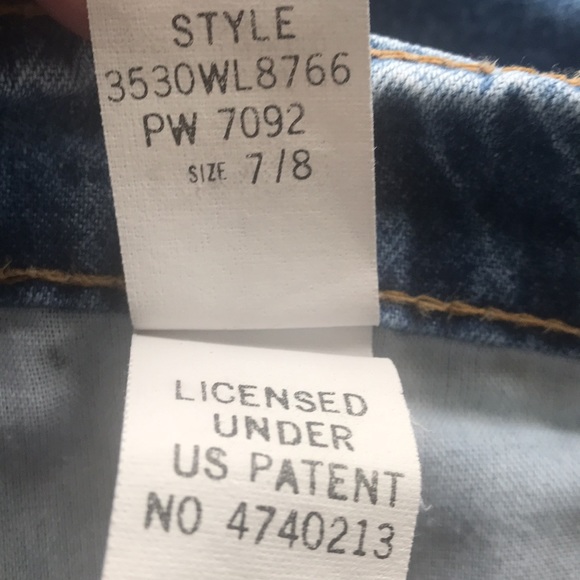 STYLE
3530WL8766
PW 7092
SIZE 7/8
LICENSED
UNDER
US PATENT
NO 4740213